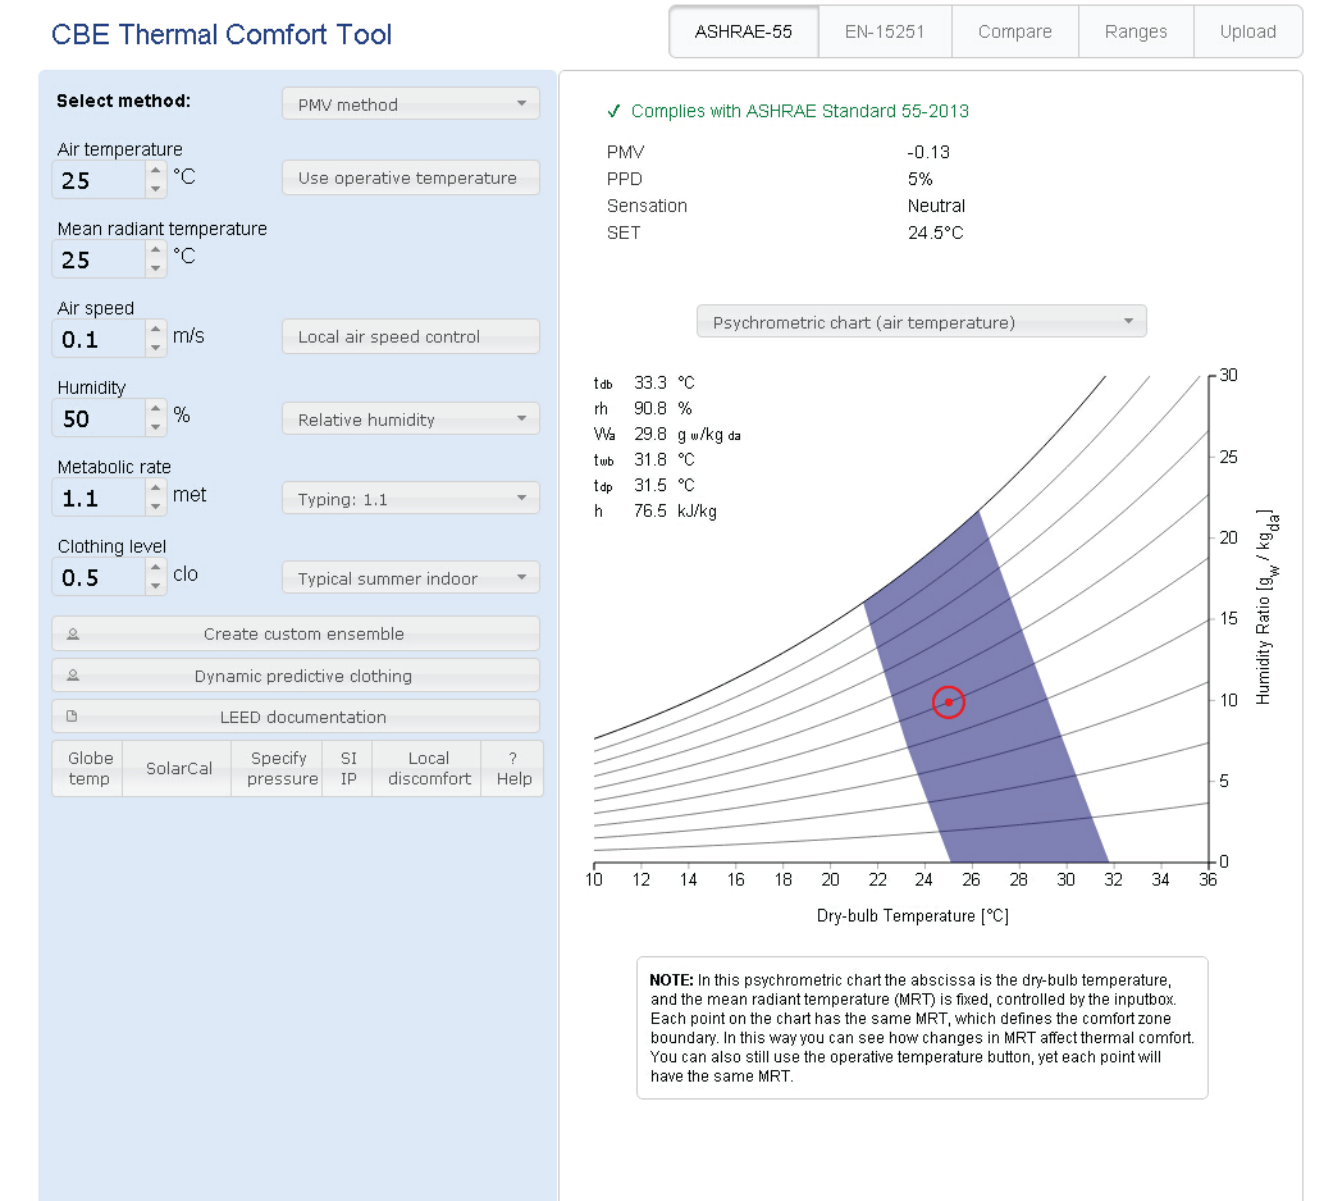 CBE Thermal Comfort Tool
ASHRAE-55
EN-15251
Compare
Ranges
Upload
Select method:
PMV method
Air temperature
25
°C
Use operative temperature
Mean radiant temperature
25
°C
Air speed
0.1
m/s
Local air speed control
Humidity
50
%
Relative humidity
Metabolic rate
1.1
met
Typing: 1.1
Clothing level
0.5
clo
Typical summer indoor
Create custom ensemble
Dynamic predictive clothing
LEED documentation
Globe
temp
SolarCal
Specify
pressure
SI
IP
Local
discomfort
?
Help
✓ Complies with ASHRAE Standard 55-2013
PMV -0.13
PPD 5%
Sensation Neutral
SET 24.5°C
Psychrometric chart (air temperature)
tdb 33.3 °C
rh 90.8 %
Wa 29.8 g w/kg da
twb 31.8 °C
tdp 31.5 °C
h 76.5 kJ/kg
30
25
20
15
10
5
0
Humidity Ratio [gw / kgda]
10 12 14 16 18 20 22 24 26 28 30 32 34 36
Dry-bulb Temperature [°C]
NOTE: In this psychrometric chart the abscissa is the dry-bulb temperature,
and the mean radiant temperature (MRT) is fixed, controlled by the inputbox.
Each point on the chart has the same MRT, which defines the comfort zone
boundary. In this way you can see how changes in MRT affect thermal comfort.
You can also still use the operative temperature button, yet each point will
have the same MRT.